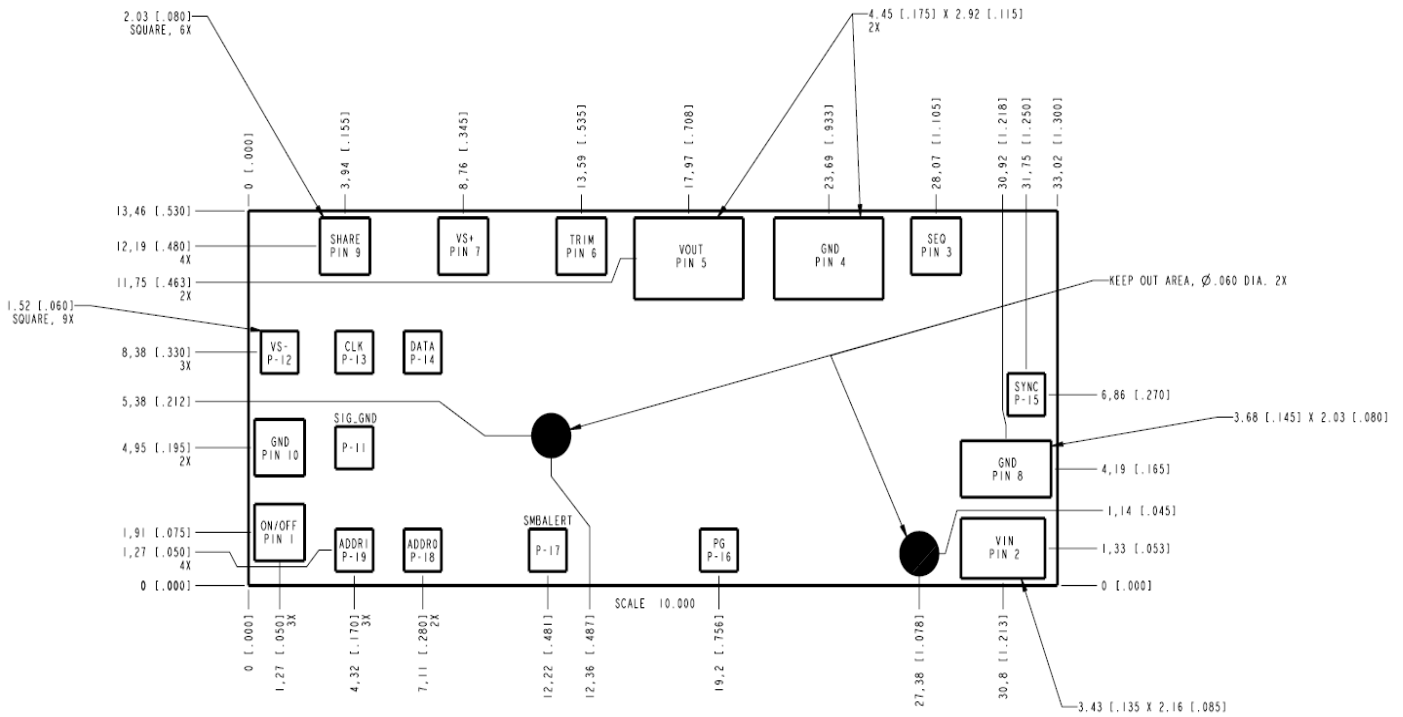 2.03 [.080]
SQUARE, 6X
4.45 [.175] X 2.92 [.115]
2X
0 [.000]
3,94 [.155]
8,76 [.345]
13,59 [.535]
17,97 [.708]
23,69 [.933]
28,07 [1.105]
30,92 [1.218]
31,75 [1.250]
33,02 [1.300]
13,46 [.530]
12,19 [.480]
4X
11,75 [.463]
2X
SHARE
PIN 9
VS+
PIN 7
TRIM
PIN 6
VOUT
PIN 5
GND
PIN 4
SEQ
PIN 3
KEEP OUT AREA, Ø.060 DIA. 2X
1.52 [.060]
SQUARE, 9X
8,38 [.330]
3X
VS-
P-12
CLK
P-13
DATA
P-14
5,38 [.212]
SYNC
P-15
6,86 [.270]
3.68 [.145] X 2.03 [.080]
4,95 [.195]
2X
GND
PIN 10
SIG_GND
P-11
GND
PIN 8
4,19 [.165]
1,14 [.045]
1,91 [.075]
1,27 [.050]
4X
0 [.000]
ON/OFF
PIN 1
ADDR1
P-19
ADDR0
P-18
SMBALERT
P-17
PG
P-16
VIN
PIN 2
1,33 [.053]
0 [.000]
SCALE 10.000
0 [.000]
1,27 [.050]
3X
4,32 [.170]
3X
7,11 [.280]
2X
12,22 [.481]
12,36 [.487]
19,2 [.756]
27,38 [1.078]
30,8 [1.213]
3.43 [.135 X 2.16 [.085]